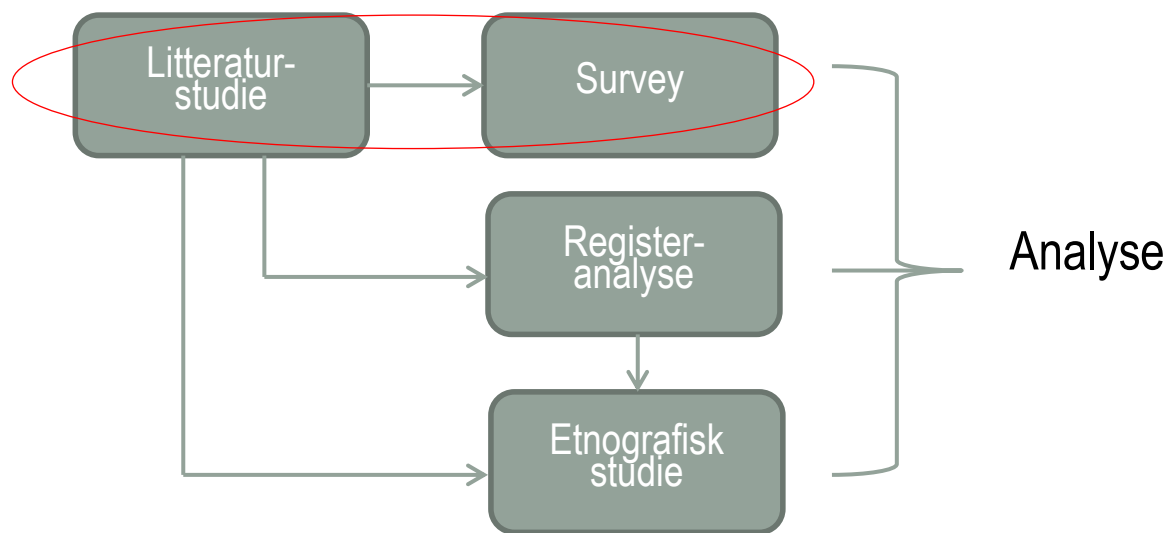 Litteratur-
studie
Survey
Register-
analyse
Etnografisk
studie
Analyse